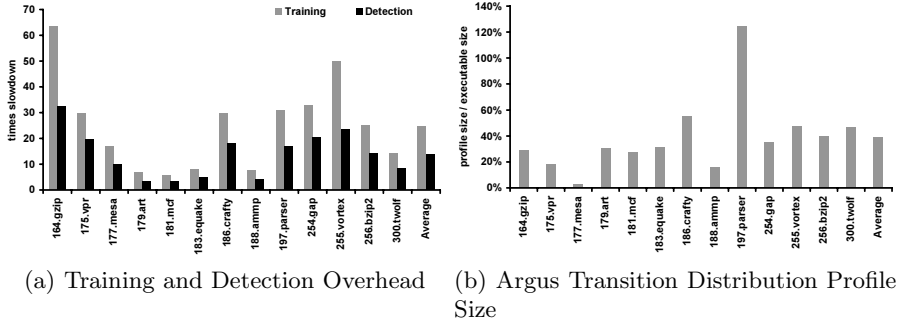 Training Detection
times slowdown
70
60
50
40
30
20
10
0
164.gzip
175.vpr
177.mesa
179.art
181.mcf
183.equake
186.crafty
188.ammp
197.parser
254.gap
255.vortex
256.bzip2
300.twolf
Average
(a) Training and Detection Overhead
profile size / executable size
140%
120%
100%
80%
60%
40%
20%
0%
164.gzip
175.vpr
177.mesa
179.art
181.mcf
183.equake
186.crafty
188.ammp
197.parser
254.gap
255.vortex
256.bzip2
300.twolf
Average
(b) Argus Transition Distribution Profile
Size